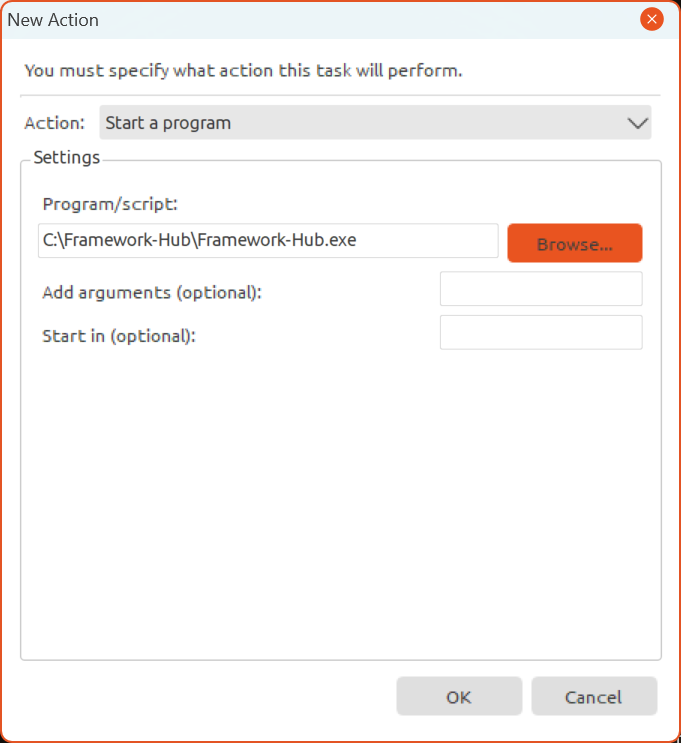 New Action
You must specify what action this task will perform.
Action: Start a program
Settings
Program/script:
C:\Framework-Hub\Framework-Hub.exe Browse...
Add arguments (optional):
Start in (optional):
OK Cancel